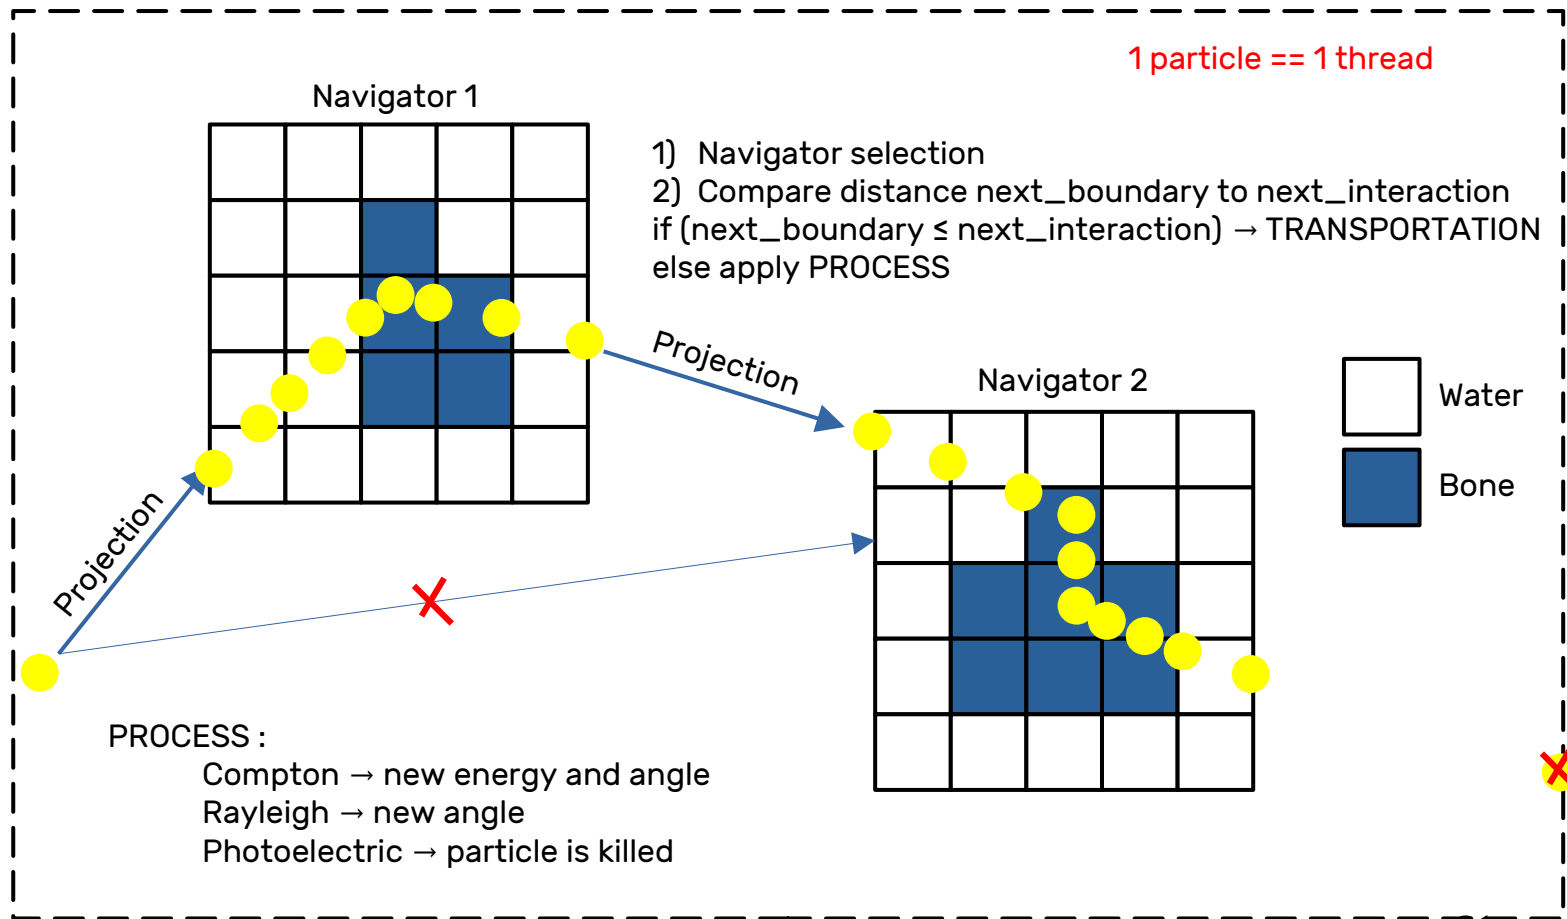 1 particle == 1 thread
Navigator 1
1) Navigator selection
2) Compare distance next_boundary to next_interaction
if (next_boundary ≤ next_interaction) → TRANSPORTATION
else apply PROCESS
Projection
Navigator 2
Water
Bone
Projection
PROCESS :
Compton → new energy and angle
Rayleigh → new angle
Photoelectric → particle is killed